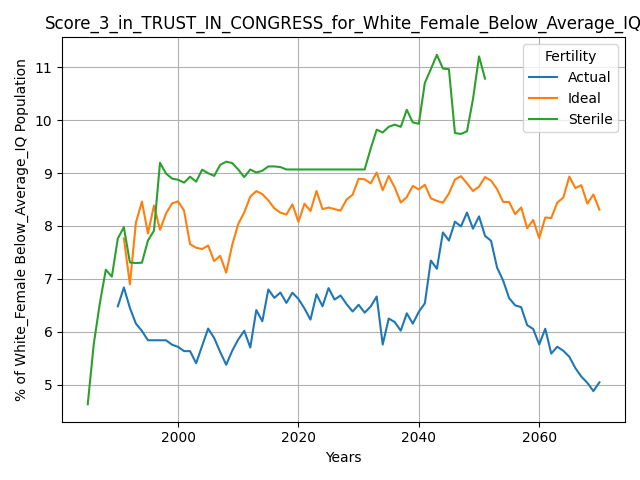 Score_3_in_TRUST_IN_CONGRESS_for_White_Female_Below_Average_IQ
% of White_Female Below_Average_IQ Population
11
10
9
8
7
6
5
Fertility
Actual
Ideal
Sterile
2000
2020
2040
2060
Years